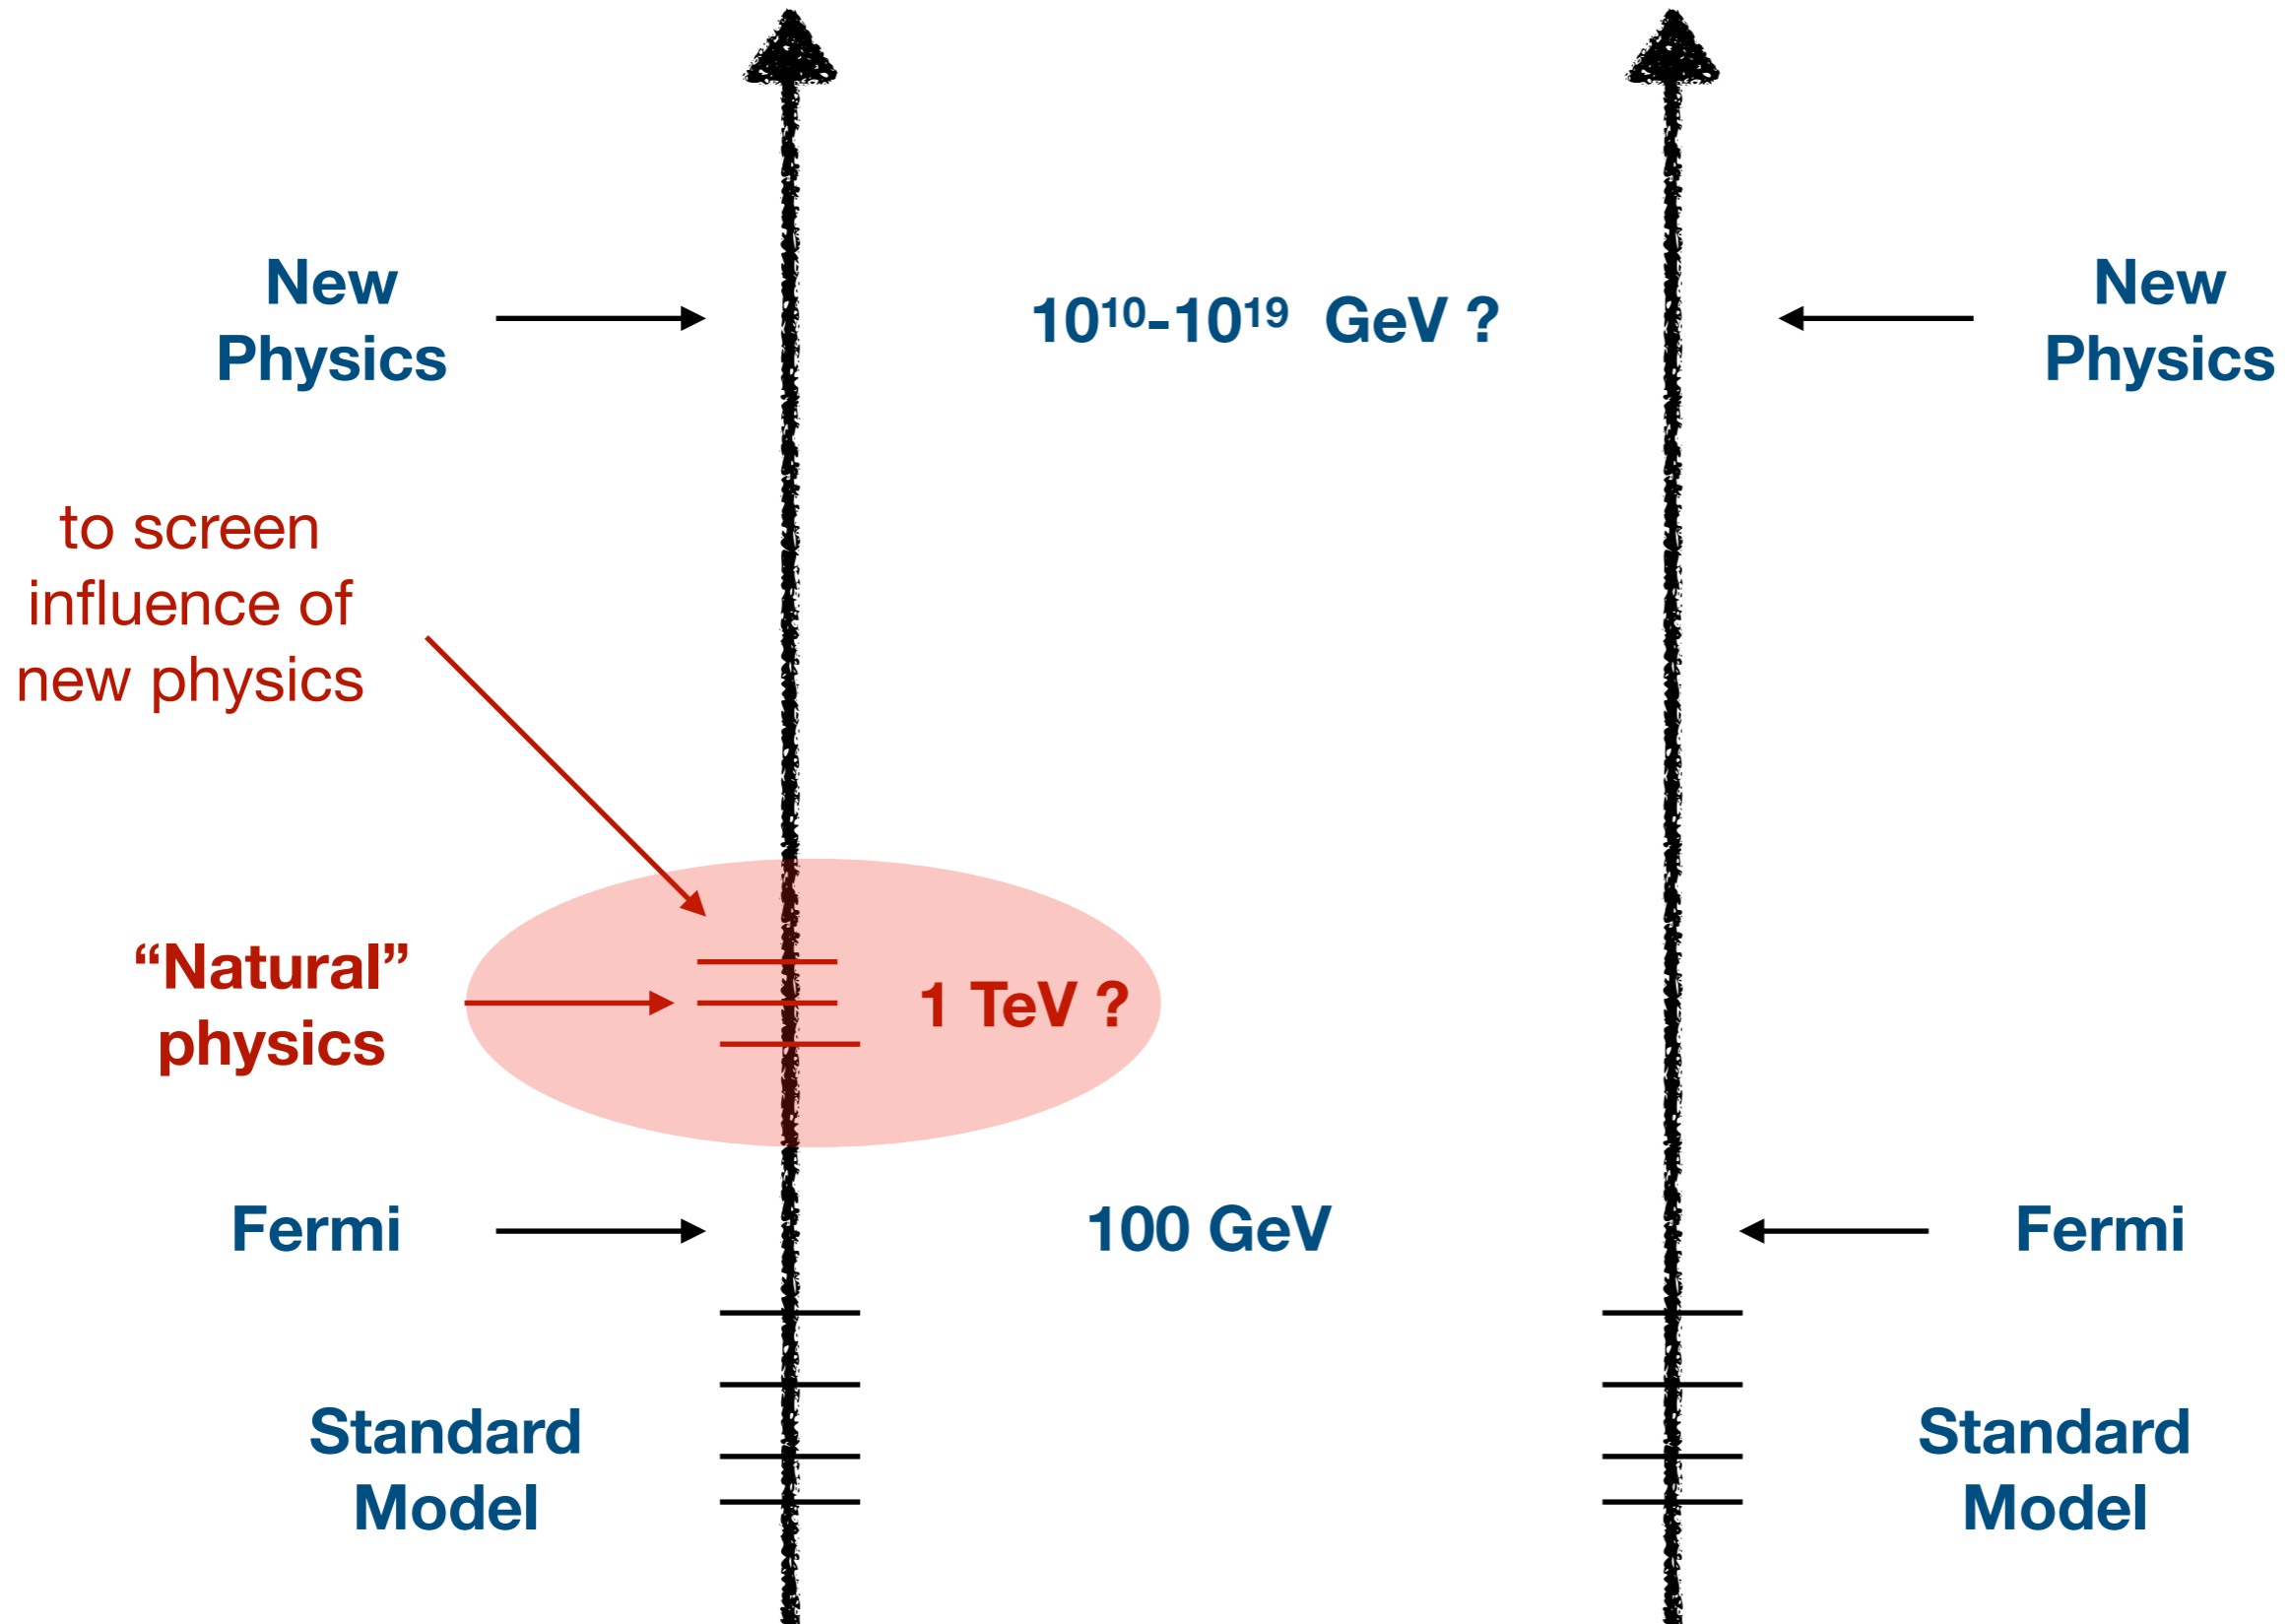 New
Physics
10¹⁰-10¹⁹ GeV ?
New
Physics
to screen
influence of
new physics
“Natural”
physics
1 TeV ?
Fermi
100 GeV
Fermi
Standard
Model
Standard
Model